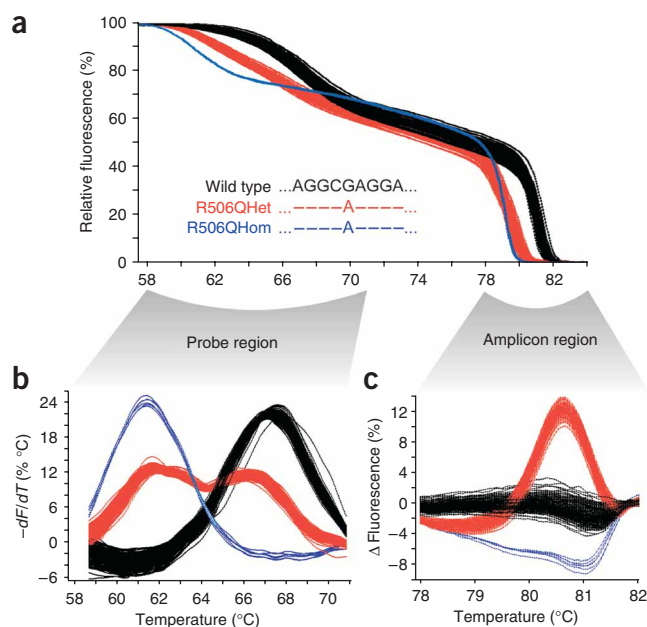 a
Relative fluorescence (%)
100
80
60
40
20
0
Wild type ...AGGCGAGGA...
R506QHet ...————A————...
R506QHom ...————A————...
58 62 66 70 74 78 82
Probe region
Amplicon region
b
–dF/dT (% °C)
24
18
12
6
0
–6
58 60 62 64 66 68 70
Temperature (°C)
c
Δ Fluorescence (%)
12
8
4
0
–4
–8
78 79 80 81 82
Temperature (°C)